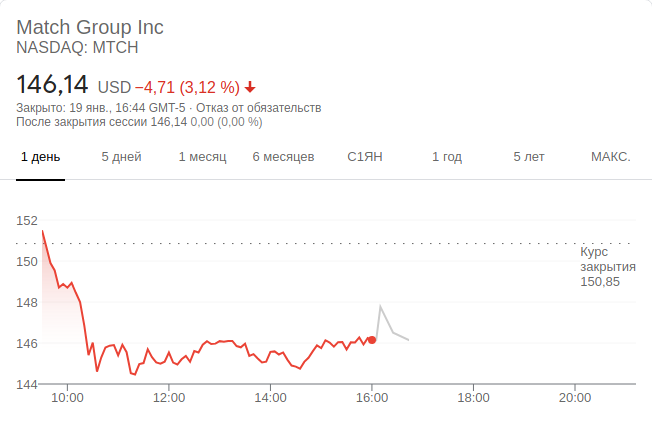 Match Group Inc
NASDAQ: MTCH
146,14 USD −4,71 (3,12 %)
Закрыто: 19 янв., 16:44 GMT-5 · Отказ от обязательств
После закрытия сессии 146,14 0,00 (0,00 %)
1 день 5 дней 1 месяц 6 месяцев С1ЯН 1 год 5 лет МАКС.
152
150
148
146
144
Курс
закрытия
150,85
10:00 12:00 14:00 16:00 18:00 20:00